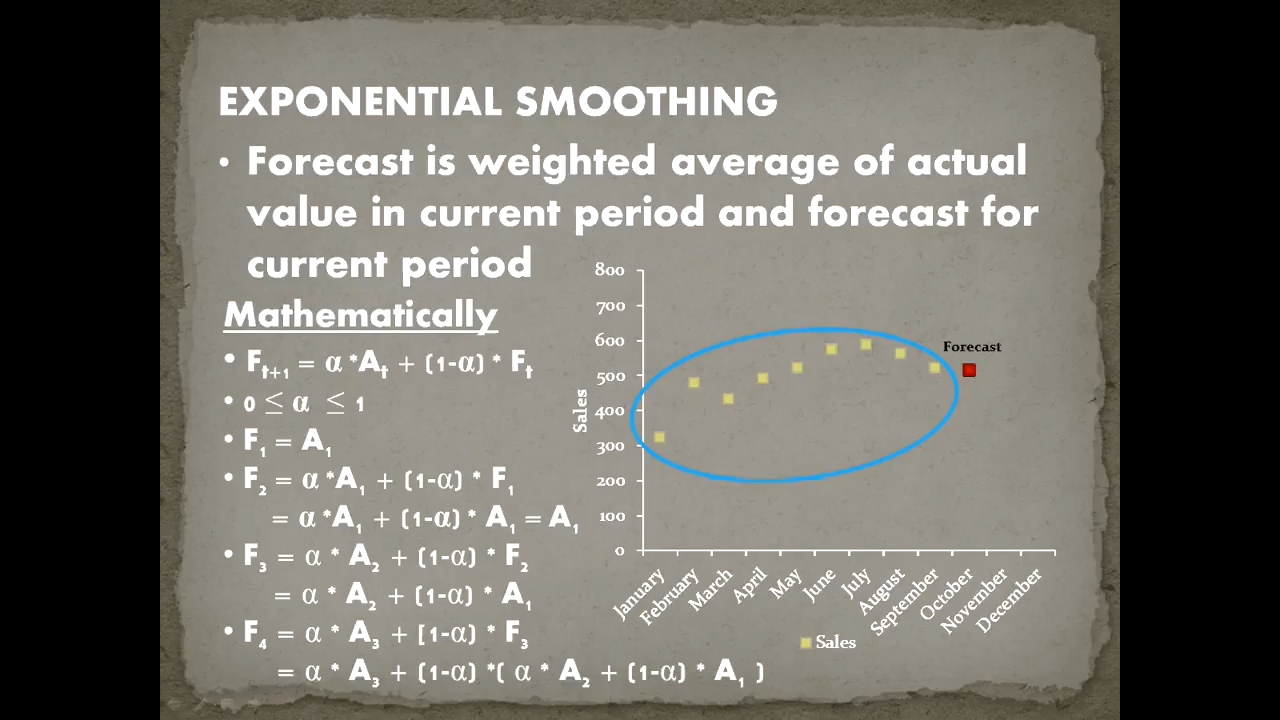 EXPONENTIAL SMOOTHING
• Forecast is weighted average of actual
value in current period and forecast for
current period
Mathematically
• Fₜ₊₁ = α *Aₜ + (1-α) * Fₜ
• 0 ≤ α ≤ 1
• F₁ = A₁
• F₂ = α *A₁ + (1-α) * F₁
= α *A₁ + (1-α) * A₁ = A₁
• F₃ = α * A₂ + (1-α) * F₂
= α * A₂ + (1-α) * A₁
• F₄ = α * A₃ + [1-α) * F₃
= α * A₃ + (1-α) *( α * A₂ + (1-α) * A₁ )
800
700
600
500
400
300
200
100
0
Sales
Forecast
January
February
March
April
May
June
July
August
September
October
November
December
Sales